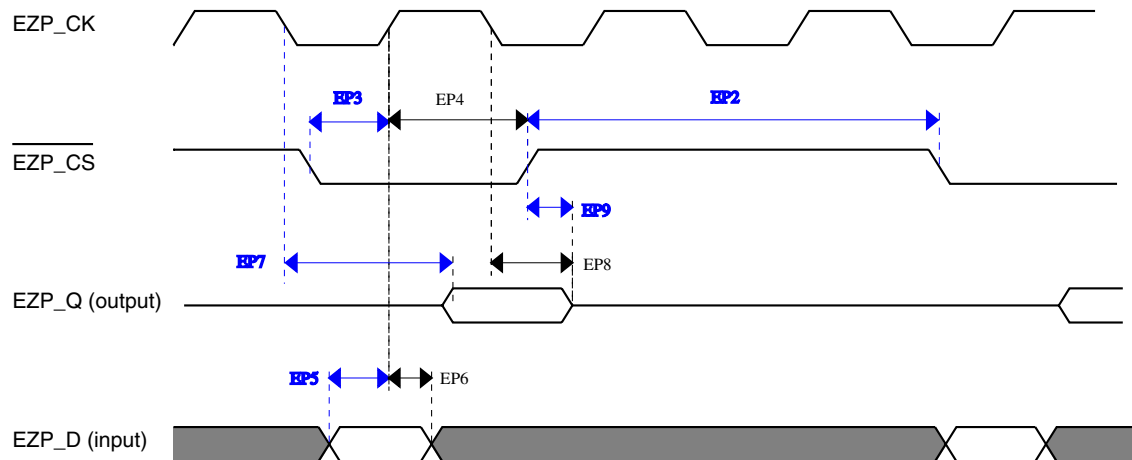 EZP_CK
EP3
EP4
EP2
EZP_CS
EP9
EP7
EP8
EZP_Q (output)
EP5
EP6
EZP_D (input)